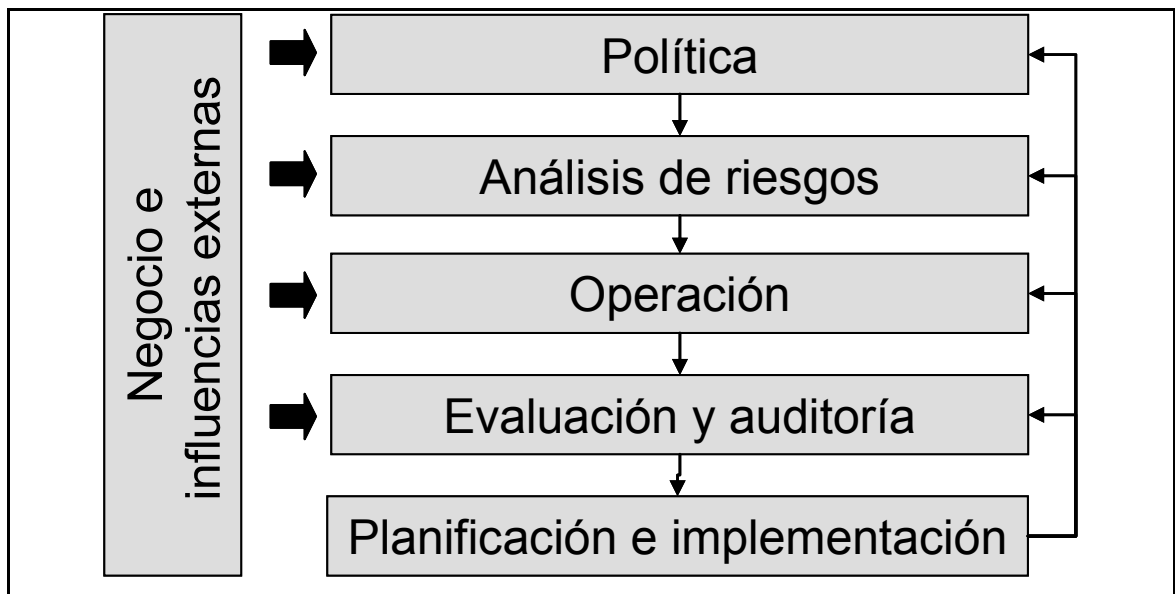 Negocio e
influencias externas
Política
Análisis de riesgos
Operación
Evaluación y auditoría
Planificación e implementación